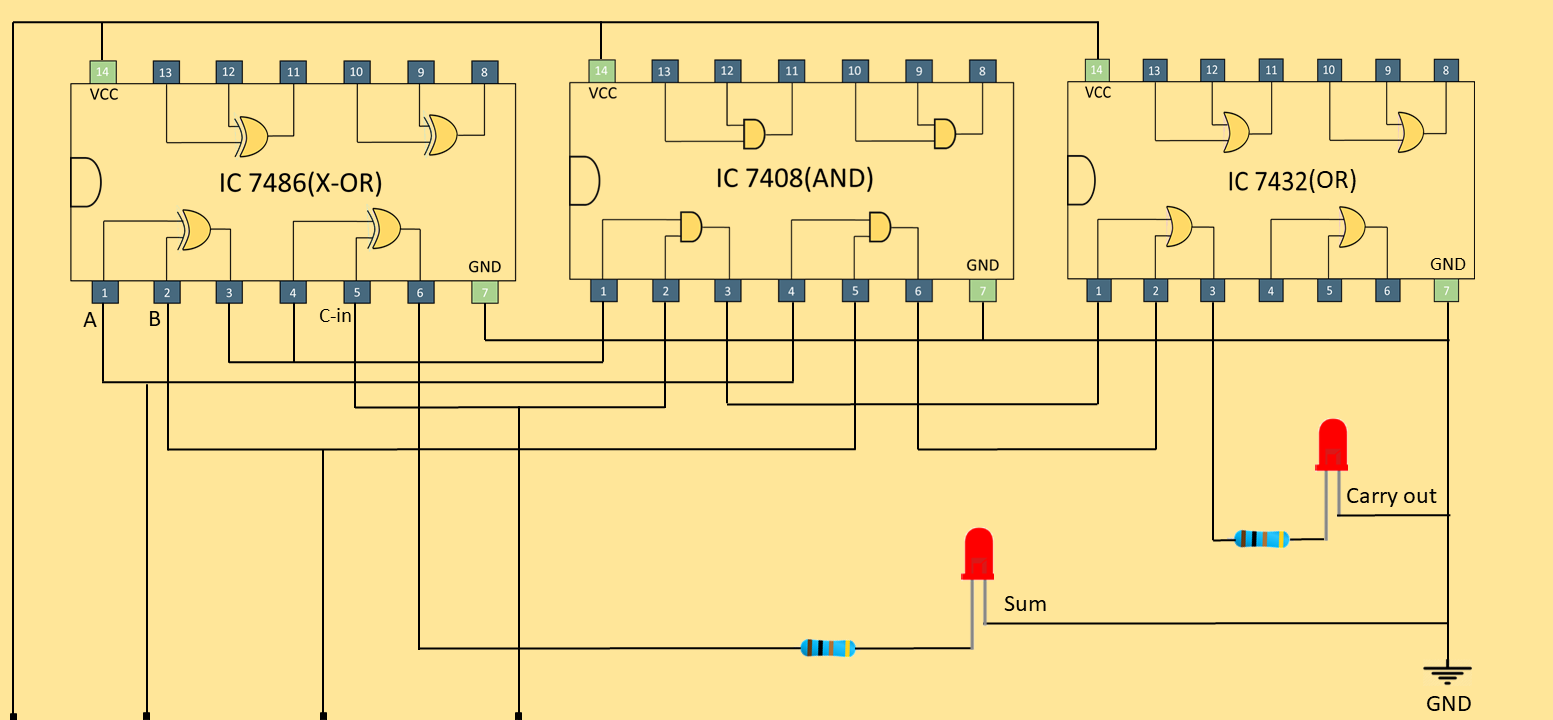 14 13 12 11 10 9 8
VCC
IC 7486(X-OR)
GND
1 2 3 4 5 6 7
A B C-in
14 13 12 11 10 9 8
VCC
IC 7408(AND)
GND
1 2 3 4 5 6 7
14 13 12 11 10 9 8
VCC
IC 7432(OR)
GND
1 2 3 4 5 6 7
Carry out
Sum
GND